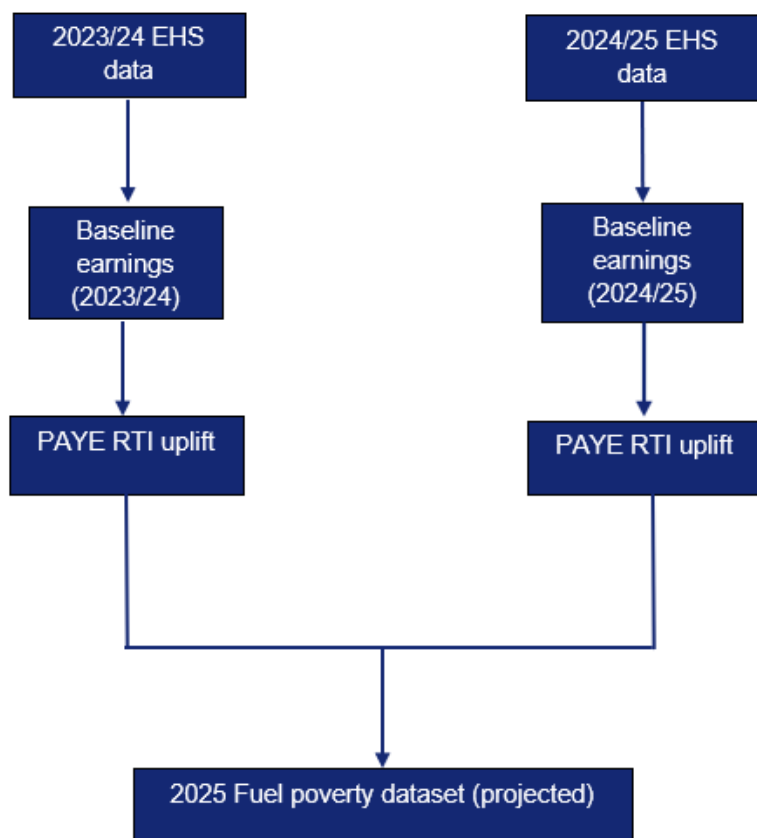 2023/24 EHS
data
2024/25 EHS
data
Baseline
earnings
(2023/24)
Baseline
earnings
(2024/25)
PAYE RTI uplift
PAYE RTI uplift
2025 Fuel poverty dataset (projected)